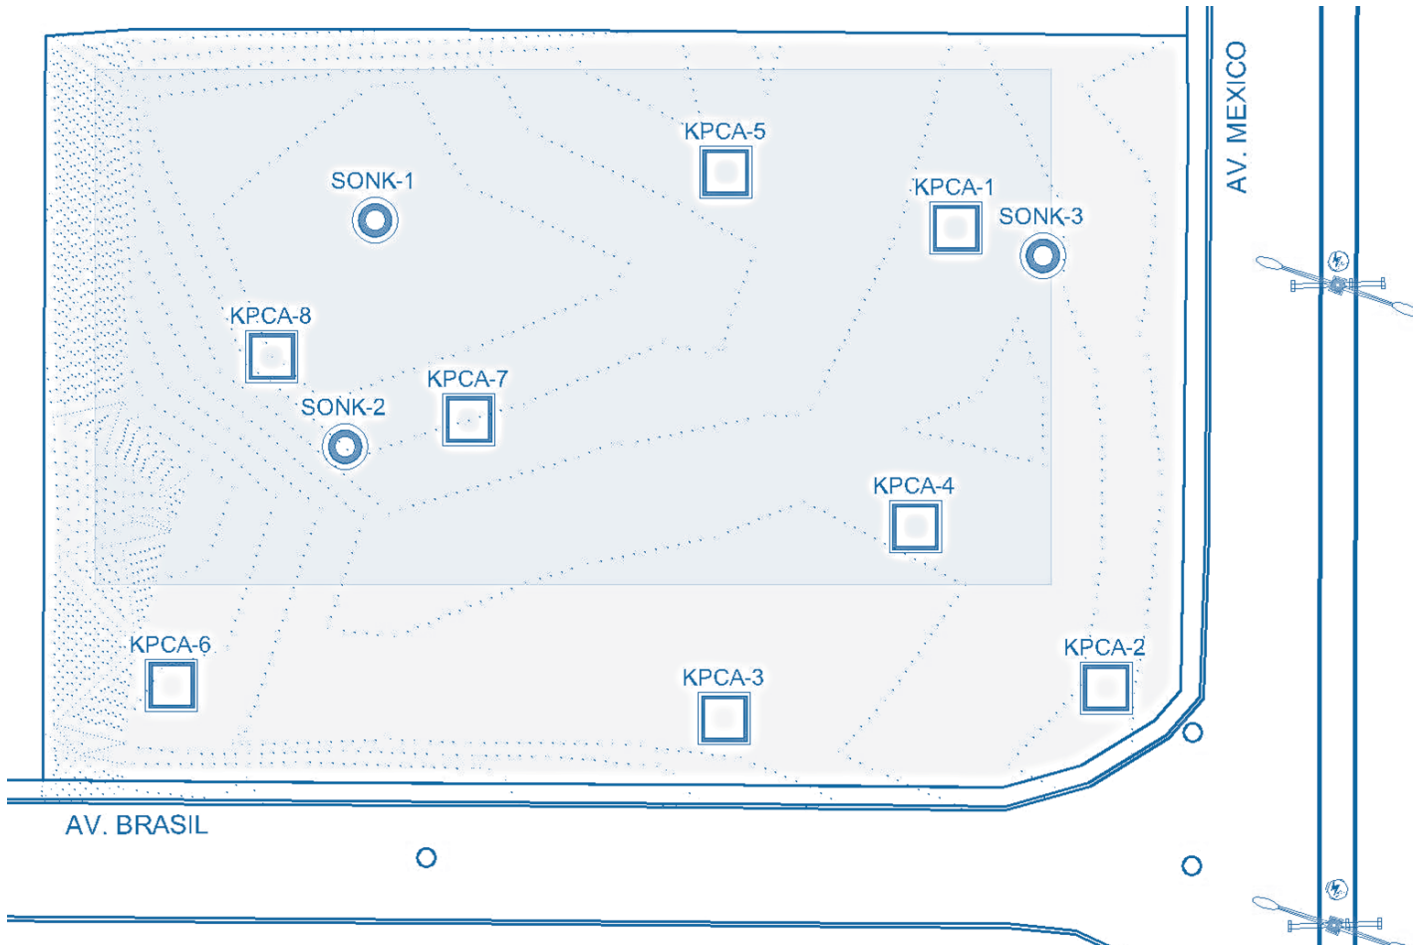 AV. MEXICO
KPCA-5
SONK-1
KPCA-1
SONK-3
KPCA-8
KPCA-7
SONK-2
KPCA-4
KPCA-6
KPCA-2
KPCA-3
AV. BRASIL